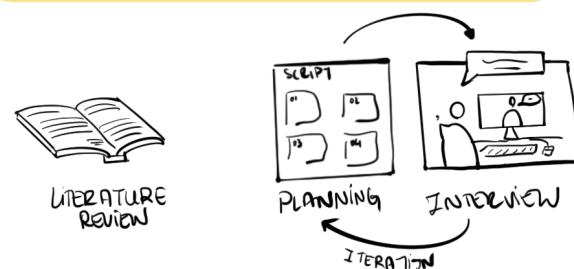 LITERATURE
REVIEW
SCRIPT
01
02
03
04
PLANNING
INTERVIEW
ITERATION